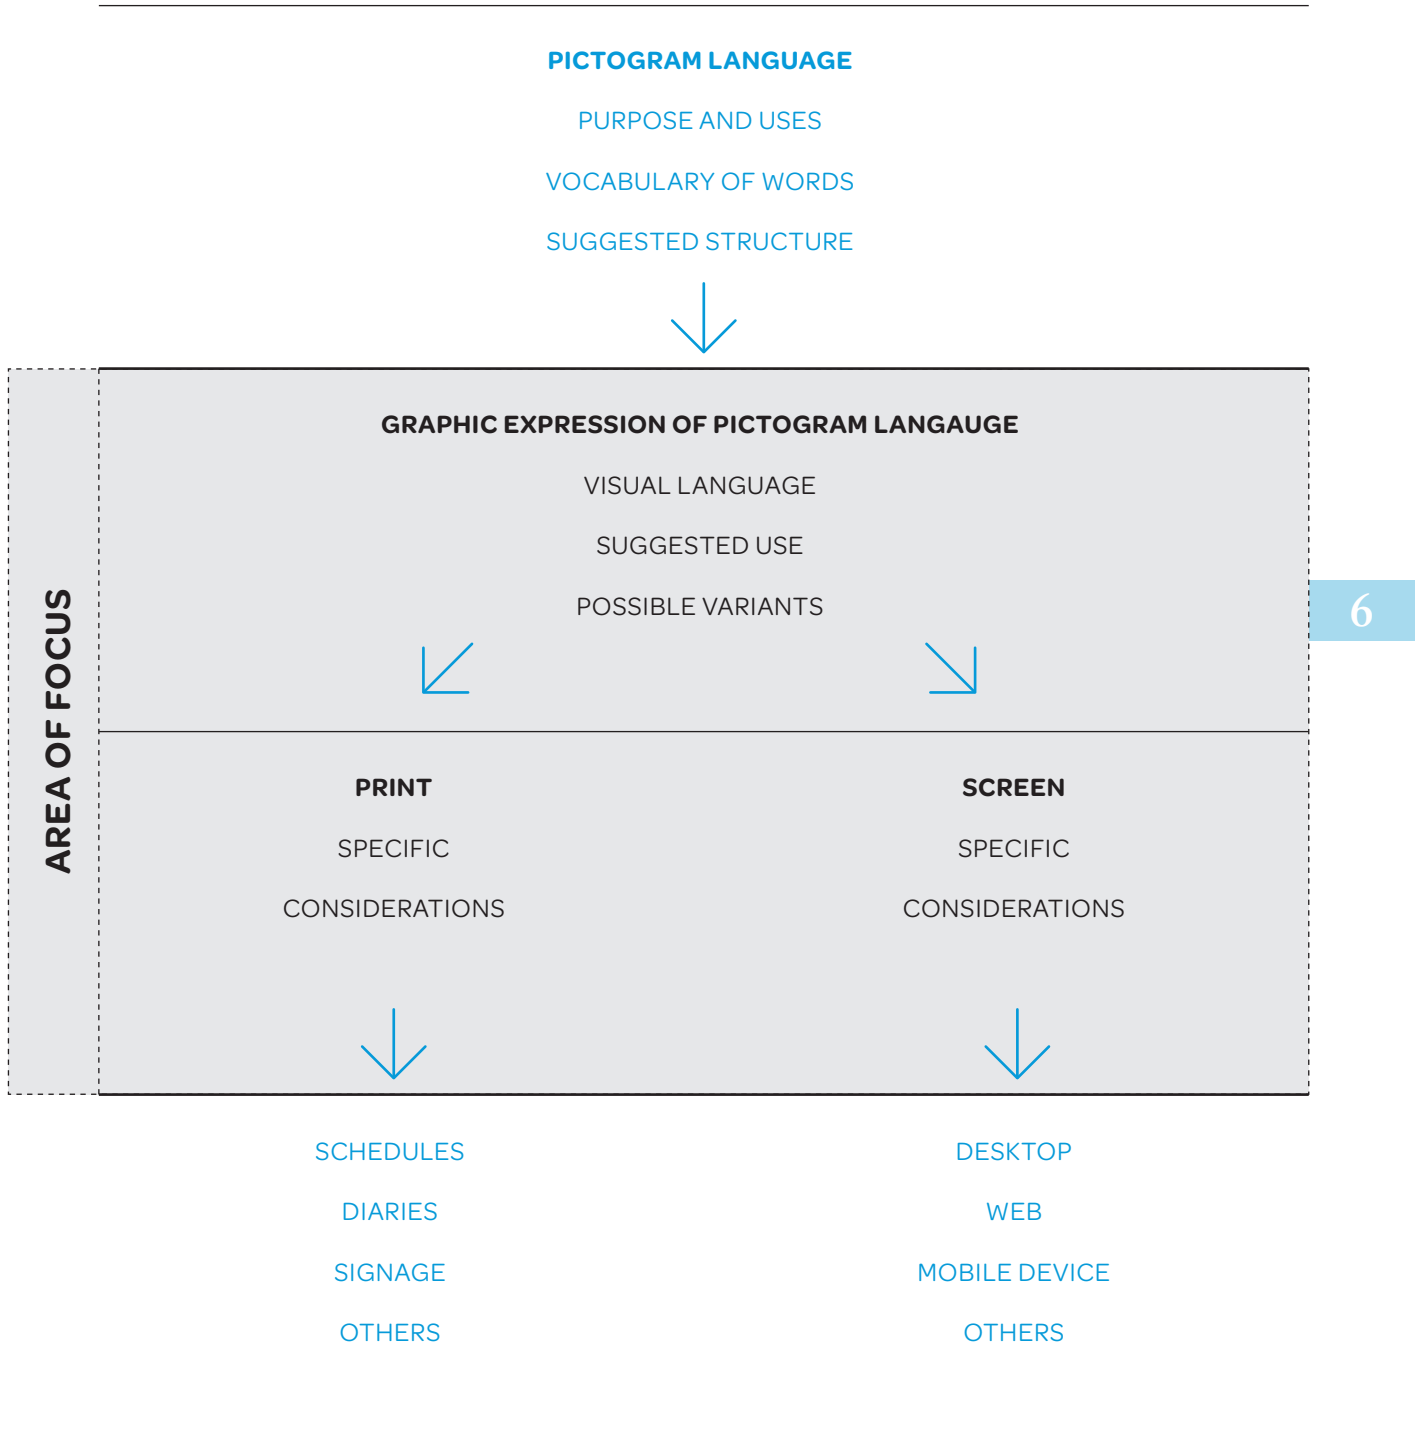 PICTOGRAM LANGUAGE
PURPOSE AND USES
VOCABULARY OF WORDS
SUGGESTED STRUCTURE
AREA OF FOCUS
GRAPHIC EXPRESSION OF PICTOGRAM LANGAUGE
VISUAL LANGUAGE
SUGGESTED USE
POSSIBLE VARIANTS
6
PRINT
SPECIFIC
CONSIDERATIONS
SCREEN
SPECIFIC
CONSIDERATIONS
SCHEDULES
DIARIES
SIGNAGE
OTHERS
DESKTOP
WEB
MOBILE DEVICE
OTHERS